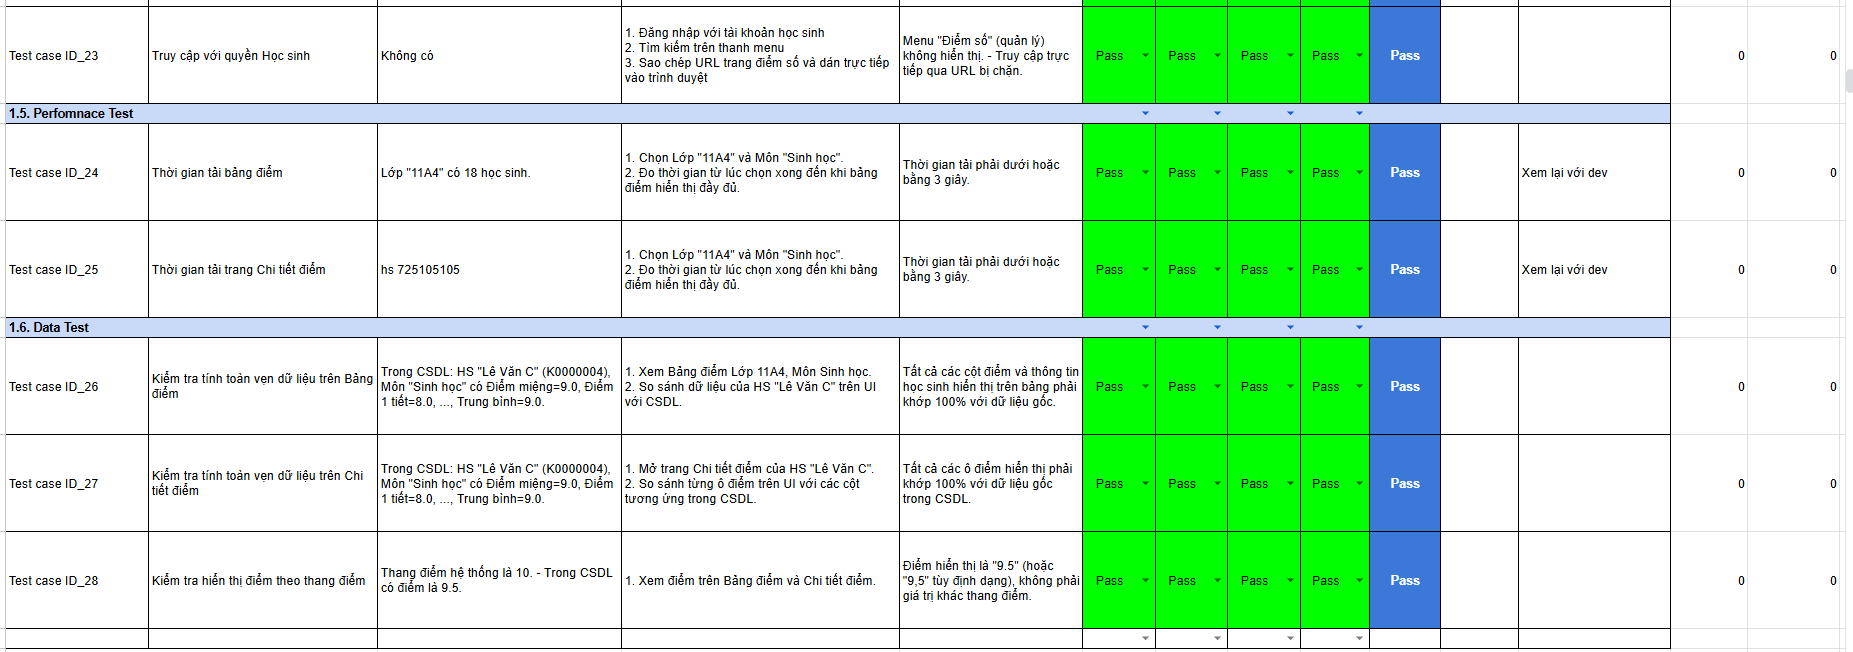 Test case ID_23
Truy cập với quyền Học sinh
Không có
1. Đăng nhập với tài khoản học sinh
2. Tìm kiếm trên thanh menu
3. Sao chép URL trang điểm số và dán trực tiếp
vào trình duyệt
Menu "Điểm số" (quản lý)
không hiển thị. - Truy cập trực
tiếp qua URL bị chặn.
Pass
Pass
Pass
Pass
Pass
0
0
1.5. Perfomnace Test
Test case ID_24
Thời gian tải bảng điểm
Lớp "11A4" có 18 học sinh.
1. Chọn Lớp "11A4" và Môn "Sinh học".
2. Đo thời gian từ lúc chọn xong đến khi bảng
điểm hiển thị đầy đủ.
Thời gian tải phải dưới hoặc
bằng 3 giây.
Pass
Pass
Pass
Pass
Pass
Xem lại với dev
0
0
Test case ID_25
Thời gian tải trang Chi tiết điểm
hs 725105105
1. Chọn Lớp "11A4" và Môn "Sinh học".
2. Đo thời gian từ lúc chọn xong đến khi bảng
điểm hiển thị đầy đủ.
Thời gian tải phải dưới hoặc
bằng 3 giây.
Pass
Pass
Pass
Pass
Pass
Xem lại với dev
0
0
1.6. Data Test
Test case ID_26
Kiểm tra tính toàn vẹn dữ liệu trên Bảng
điểm
Trong CSDL: HS "Lê Văn C" (K0000004),
Môn "Sinh học" có Điểm miệng=9.0, Điểm
1 tiết=8.0, ..., Trung bình=9.0.
1. Xem Bảng điểm Lớp 11A4, Môn Sinh học.
2. So sánh dữ liệu của HS "Lê Văn C" trên UI
với CSDL.
Tất cả các cột điểm và thông tin
học sinh hiển thị trên bảng phải
khớp 100% với dữ liệu gốc.
Pass
Pass
Pass
Pass
Pass
0
0
Test case ID_27
Kiểm tra tính toàn vẹn dữ liệu trên Chi
tiết điểm
Trong CSDL: HS "Lê Văn C" (K0000004),
Môn "Sinh học" có Điểm miệng=9.0, Điểm
1 tiết=8.0, ..., Trung bình=9.0.
1. Mở trang Chi tiết điểm của HS "Lê Văn C".
2. So sánh từng ô điểm trên UI với các cột
tương ứng trong CSDL.
Tất cả các ô điểm hiển thị phải
khớp 100% với dữ liệu gốc
trong CSDL.
Pass
Pass
Pass
Pass
Pass
0
0
Test case ID_28
Kiểm tra hiển thị điểm theo thang điểm
Thang điểm hệ thống là 10. - Trong CSDL
có điểm là 9.5.
1. Xem điểm trên Bảng điểm và Chi tiết điểm.
Điểm hiển thị là "9.5" (hoặc
"9,5" tùy định dạng), không phải
giá trị khác thang điểm.
Pass
Pass
Pass
Pass
Pass
0
0